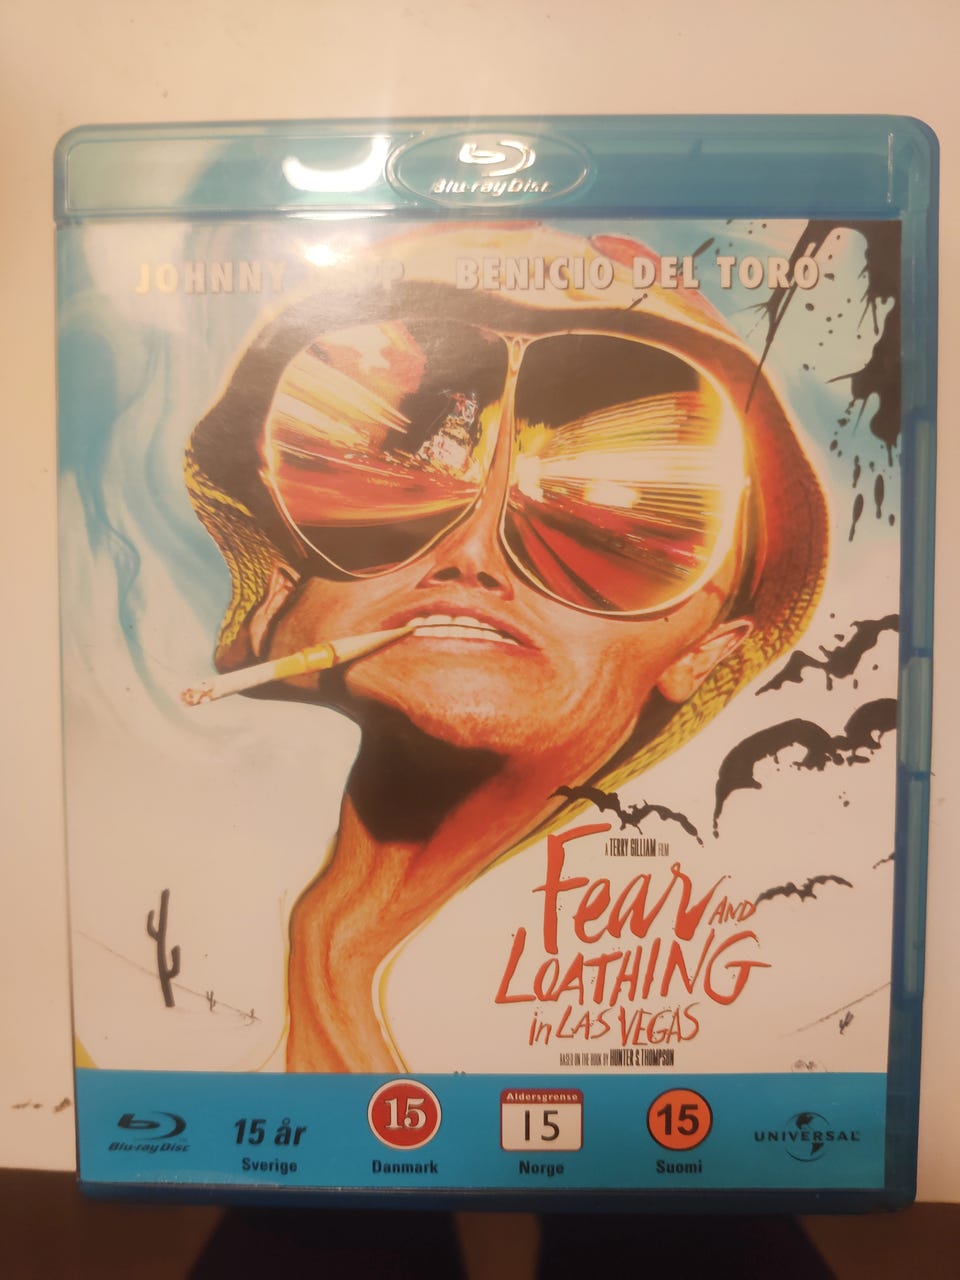 Blu-ray Disc
JOHNNY BENICIO DEL TORO
A TERRY GILLIAM FILM
Fear AND
LOATHING
in LAS VEGAS
BASED ON THE BOOK BY HUNTER S. THOMPSON
Blu-ray Disc
15 år
Sverige
15
Danmark
Aldersgrense
15
Norge
15
Suomi
UNIVERSAL